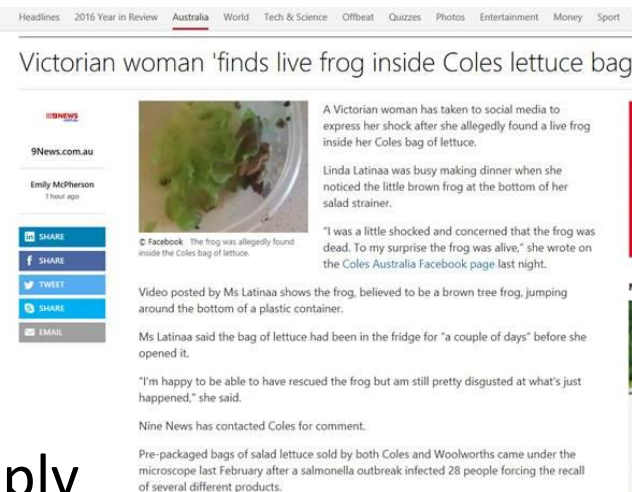 Headlines 2016 Year in Review Australia World Tech & Science Offbeat Quizzes Photos Entertainment Money Sport
Victorian woman 'finds live frog inside Coles lettuce bag
9NEWS
9News.com.au
Emily McPherson
1 hour ago
SHARE
SHARE
TWEET
SHARE
EMAIL
© Facebook The frog was allegedly found
inside the Coles bag of lettuce.
A Victorian woman has taken to social media to
express her shock after she allegedly found a live frog
inside her Coles bag of lettuce.
Linda Latinaa was busy making dinner when she
noticed the little brown frog at the bottom of her
salad strainer.
"I was a little shocked and concerned that the frog was
dead. To my surprise the frog was alive," she wrote on
the Coles Australia Facebook page last night.
Video posted by Ms Latinaa shows the frog, believed to be a brown tree frog, jumping
around the bottom of a plastic container.
Ms Latinaa said the bag of lettuce had been in the fridge for "a couple of days" before she
opened it.
"I'm happy to be able to have rescued the frog but am still pretty disgusted at what's just
happened," she said.
Nine News has contacted Coles for comment.
Pre-packaged bags of salad lettuce sold by both Coles and Woolworths came under the
microscope last February after a salmonella outbreak infected 28 people forcing the recall
of several different products.
ply